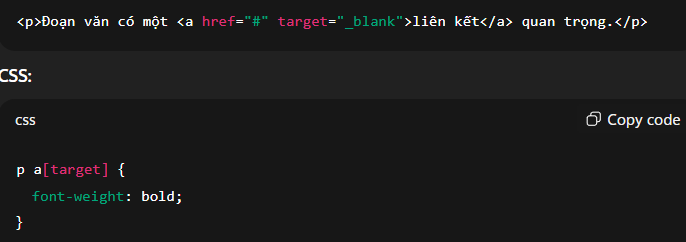 <p>Đoạn văn có một <a href="#" target="_blank">liên kết</a> quan trọng.</p>
CSS:
css
Copy code
p a[target] {
font-weight: bold;
}